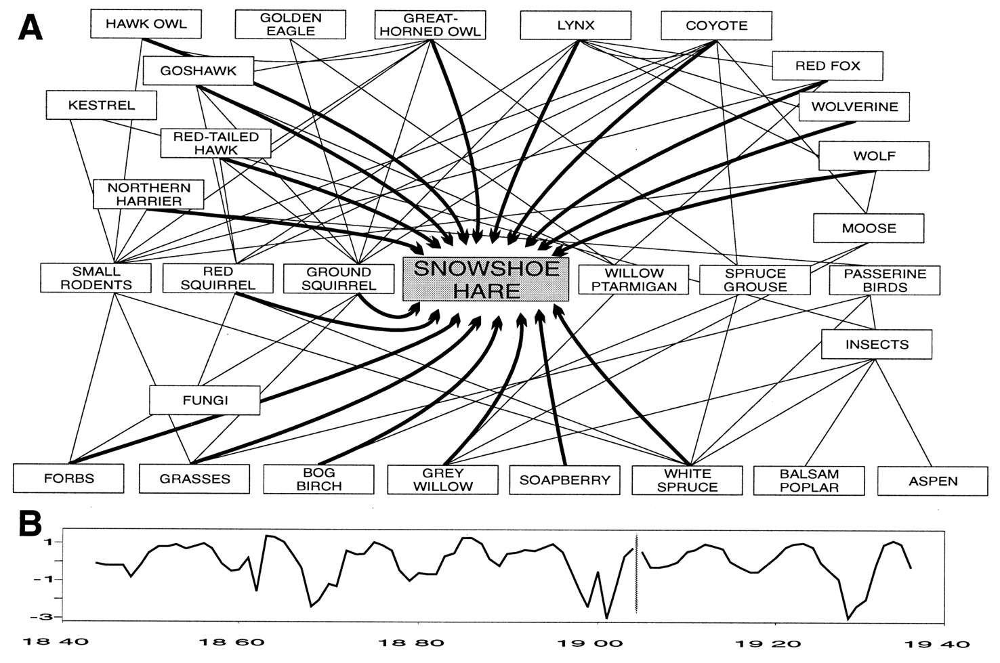 A
HAWK OWL
GOLDEN
EAGLE
GREAT-
HORNED OWL
LYNX
COYOTE
GOSHAWK
RED FOX
KESTREL
WOLVERINE
RED-TAILED
HAWK
WOLF
NORTHERN
HARRIER
MOOSE
SMALL
RODENTS
RED
SQUIRREL
GROUND
SQUIRREL
SNOWSHOE
HARE
WILLOW
PTARMIGAN
SPRUCE
GROUSE
PASSERINE
BIRDS
INSECTS
FUNGI
FORBS
GRASSES
BOG
BIRCH
GREY
WILLOW
SOAPBERRY
WHITE
SPRUCE
BALSAM
POPLAR
ASPEN
B
1
-1
-3
18 40 18 60 18 80 19 00 19 20 19 40